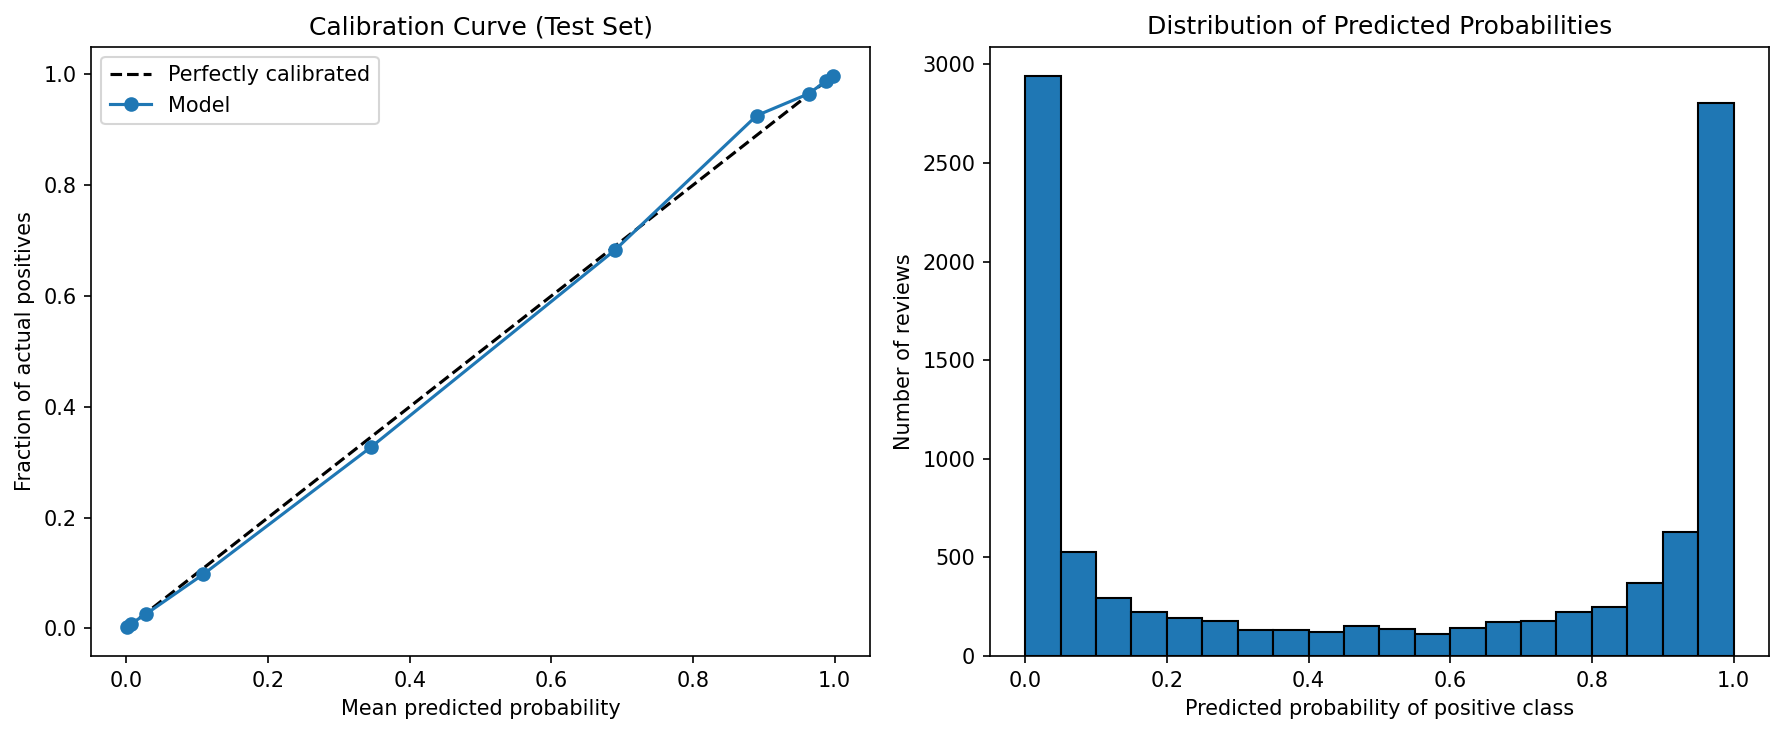 Calibration Curve (Test Set)
Perfectly calibrated
Model
1.0
0.8
0.6
0.4
0.2
0.0
Fraction of actual positives
0.0 0.2 0.4 0.6 0.8 1.0
Mean predicted probability
Distribution of Predicted Probabilities
3000
2500
2000
1500
1000
500
0
Number of reviews
0.0 0.2 0.4 0.6 0.8 1.0
Predicted probability of positive class